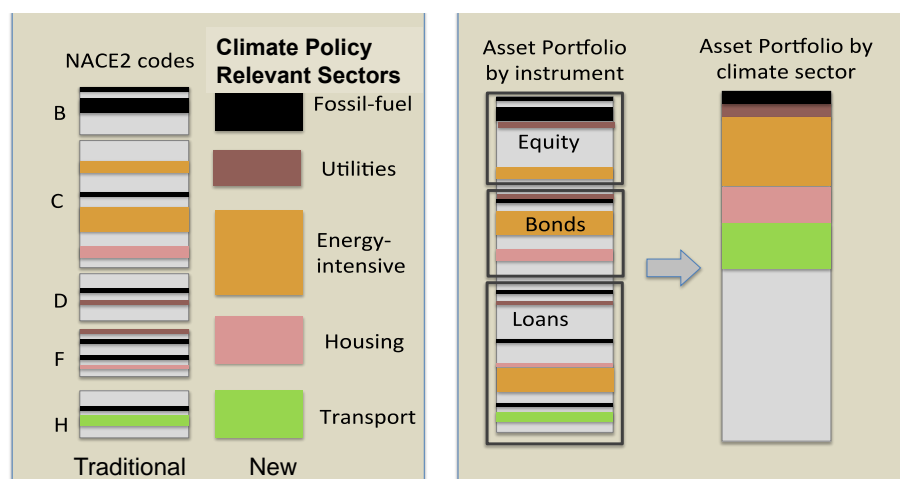 NACE2 codes
Climate Policy
Relevant Sectors
B
Fossil-fuel
Utilities
C
Energy-
intensive
D
Housing
F
H
Transport
Traditional
New
Asset Portfolio
by instrument
Equity
Bonds
Loans
Asset Portfolio by
climate sector